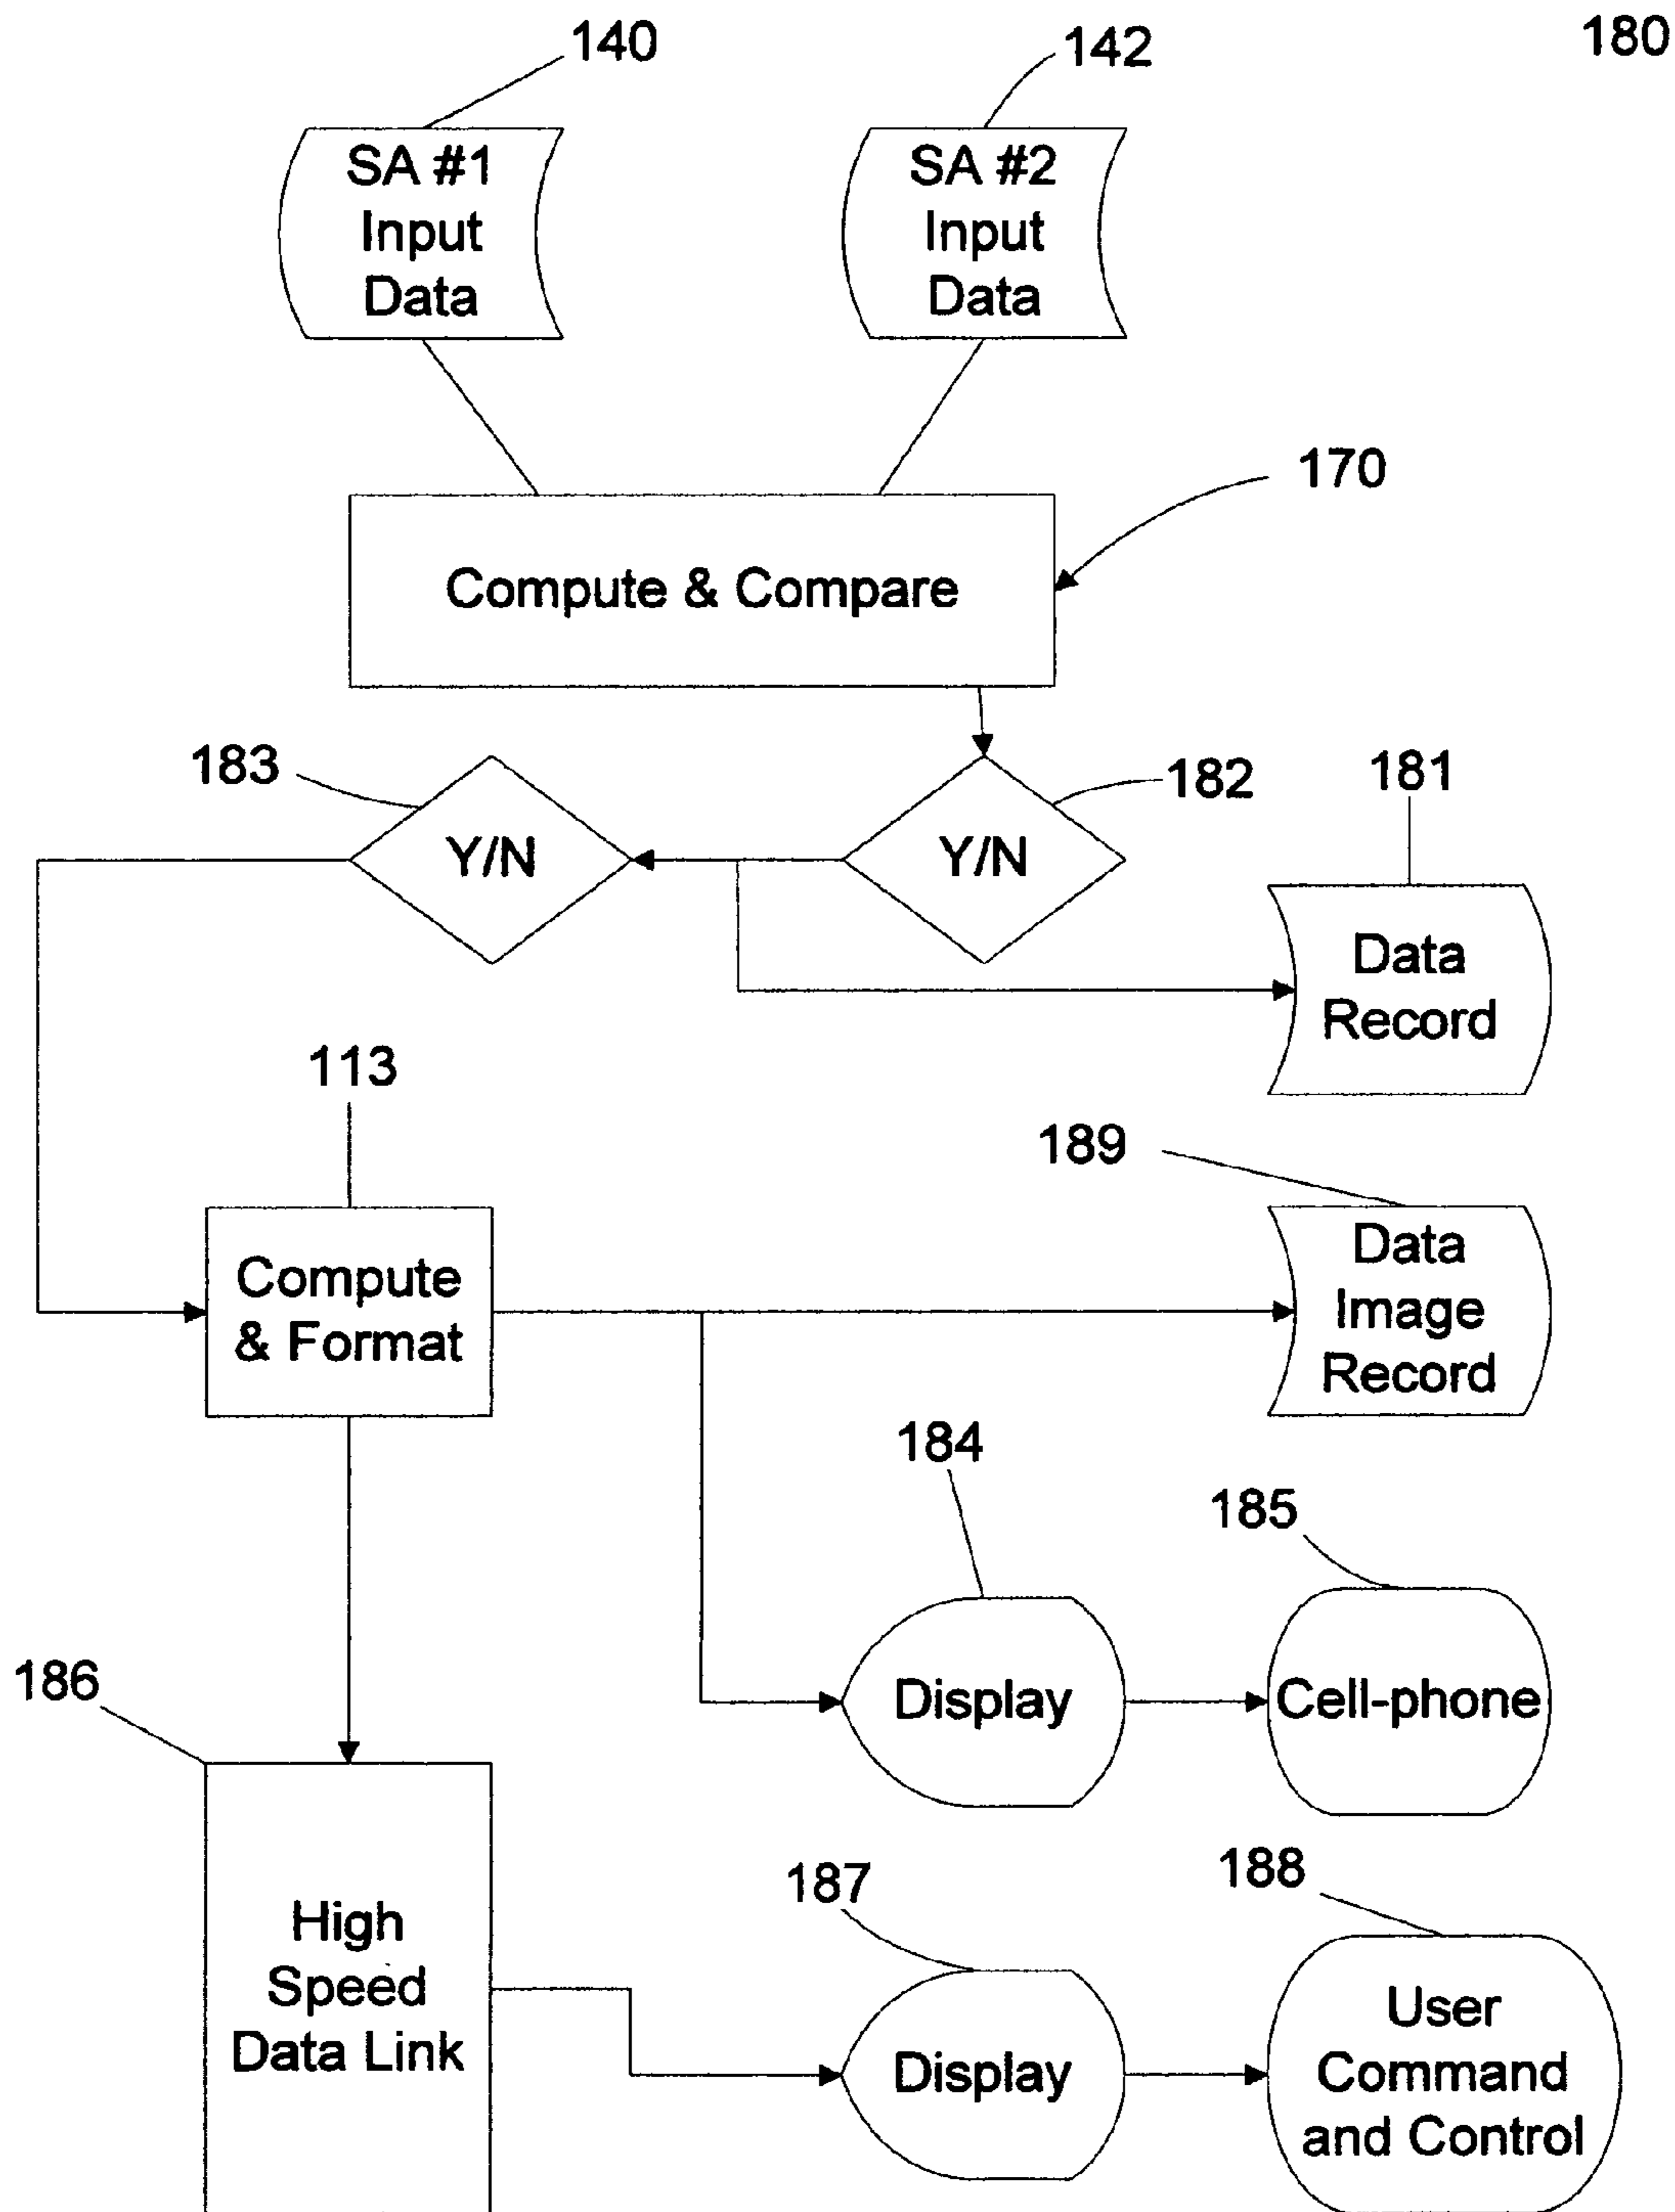 140
142
180
SA #1
Input
Data
SA #2
Input
Data
170
Compute & Compare
183
182
181
Y/N
Y/N
Data
Record
113
189
Compute
& Format
Data
Image
Record
184
185
Display
Cell-phone
186
187
188
High
Speed
Data Link
Display
User
Command
and Control